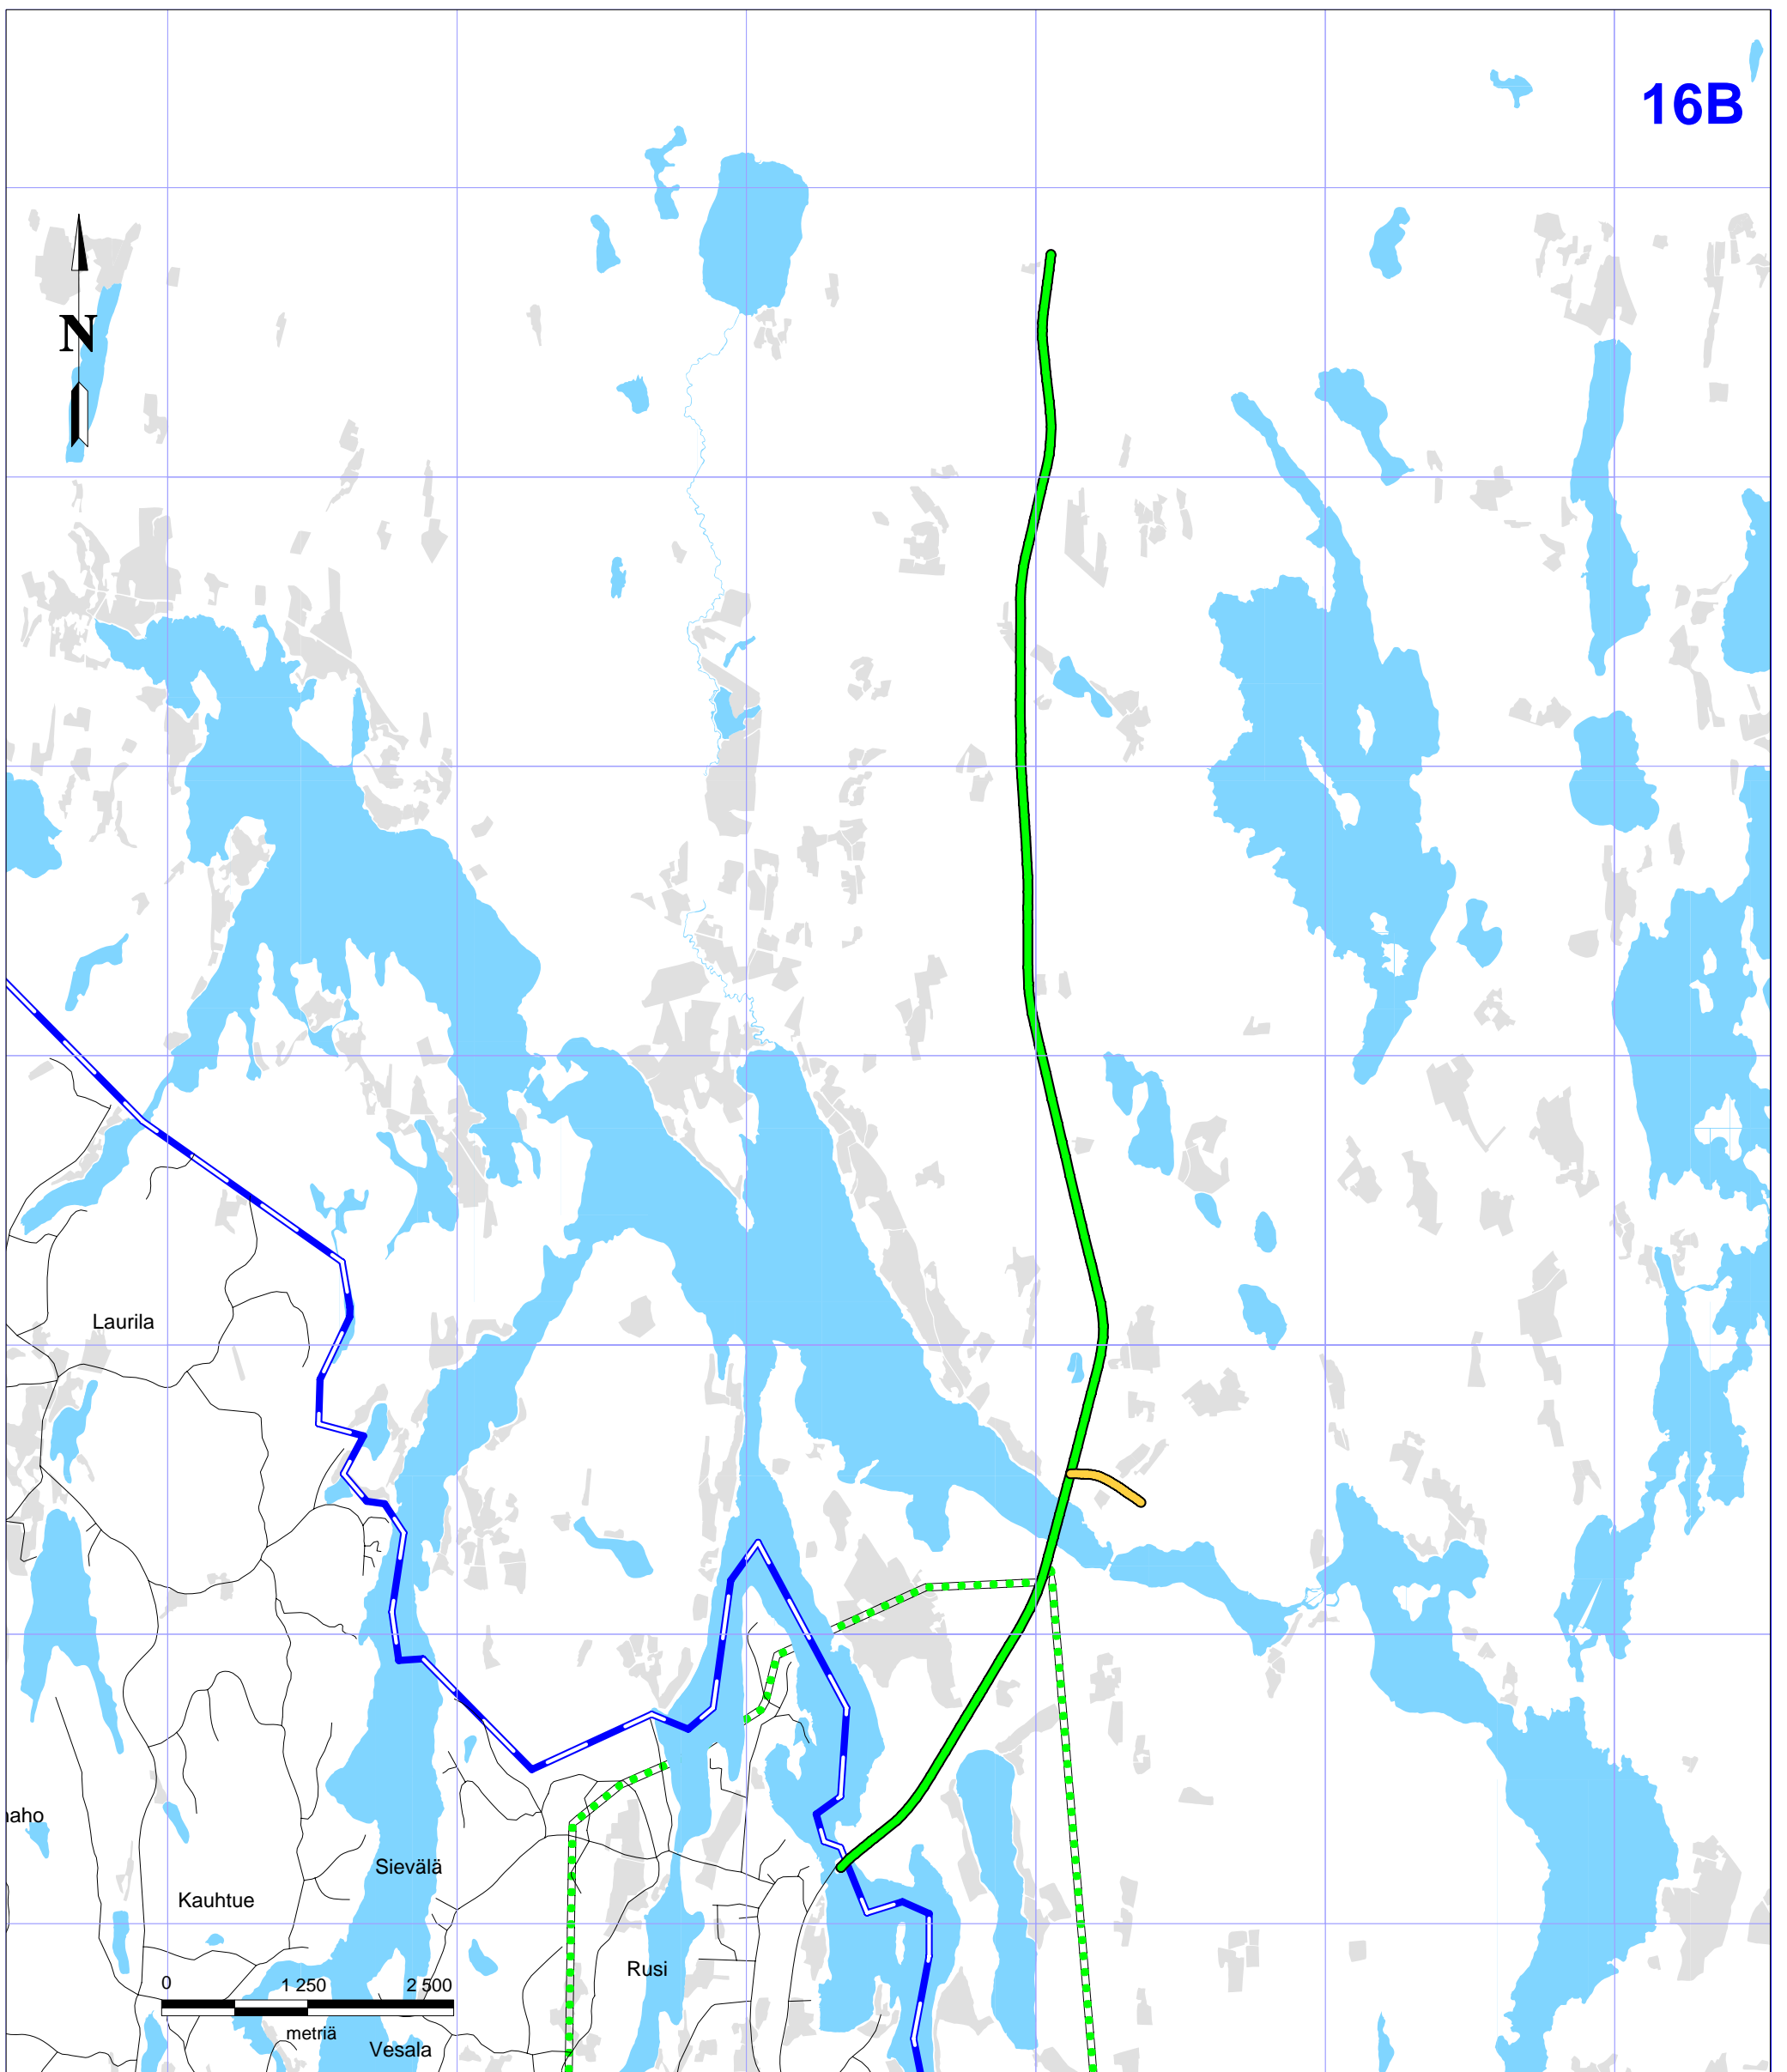 16B
N
Laurila
aho
Sievälä
Kauhtue
Rusi
0 1 250 2 500
metriä
Vesala